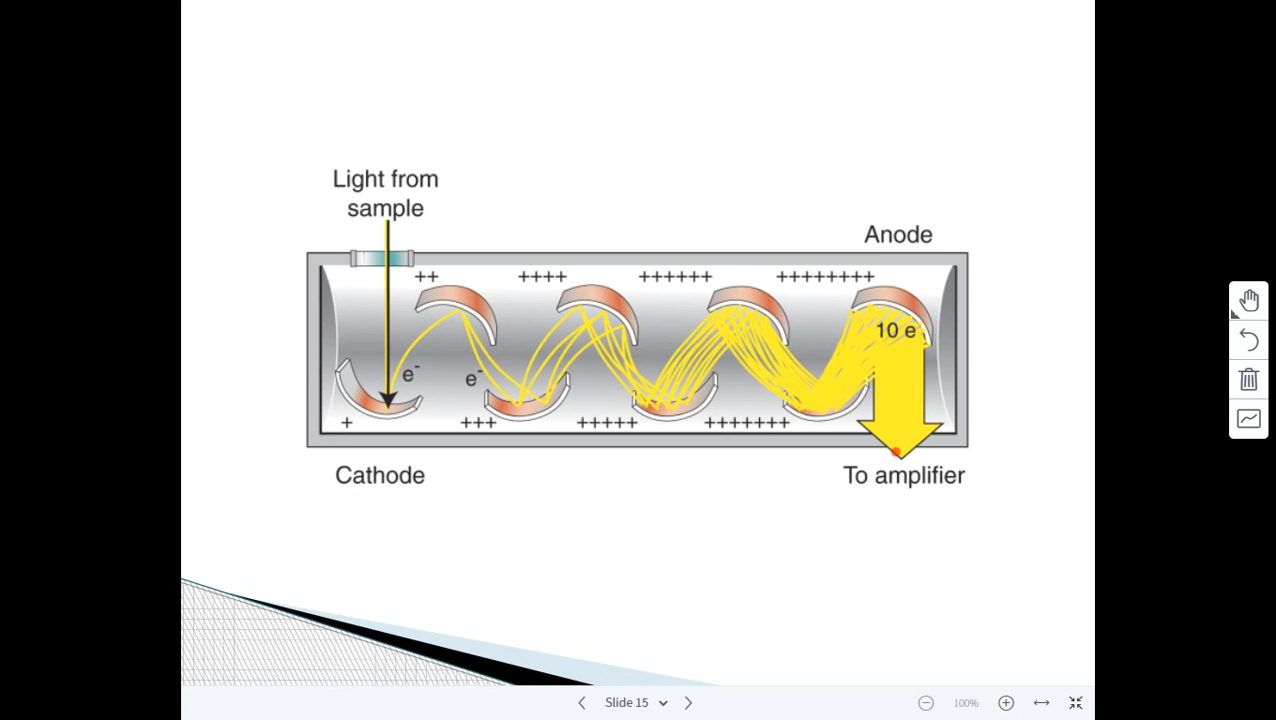 Light from
sample
Anode
++ ++++ ++++++ ++++++++
10 e
e⁻ e⁻
+ +++ +++++ +++++++
Cathode
To amplifier
Slide 15
100%